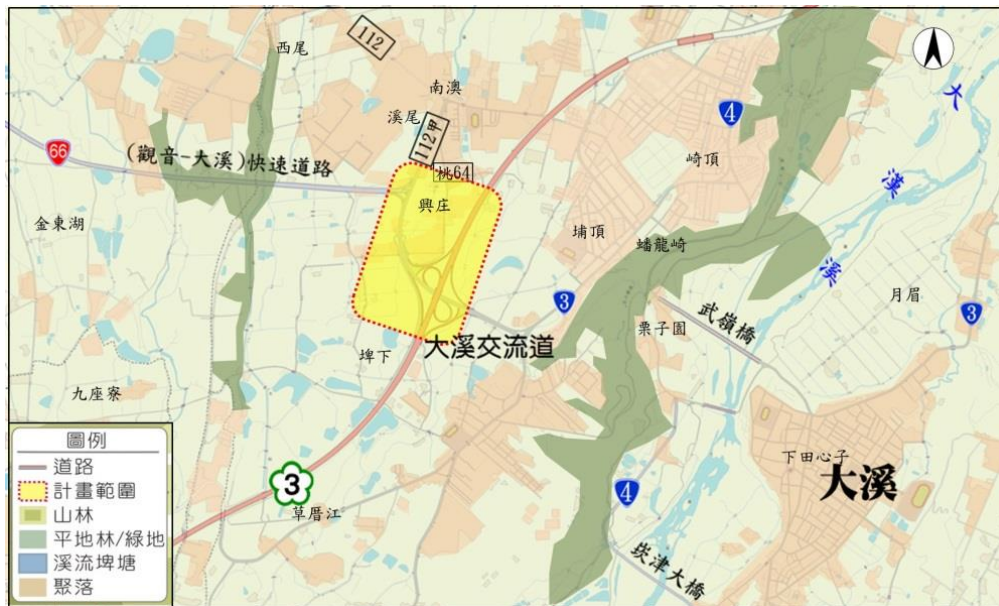 西尾
112
南澳
溪尾
112甲
4
大
漢
溪
66
(觀音-大溪)快速道路
桃64
崎頂
金東湖
興庄
埔頂
蟠龍崎
3
月眉
3
武嶺橋
栗子園
大溪交流道
埤下
九座寮
下田心子
大溪
3
草厝江
4
崁津大橋
圖例
道路
計畫範圍
山林
平地林/綠地
溪流埤塘
聚落